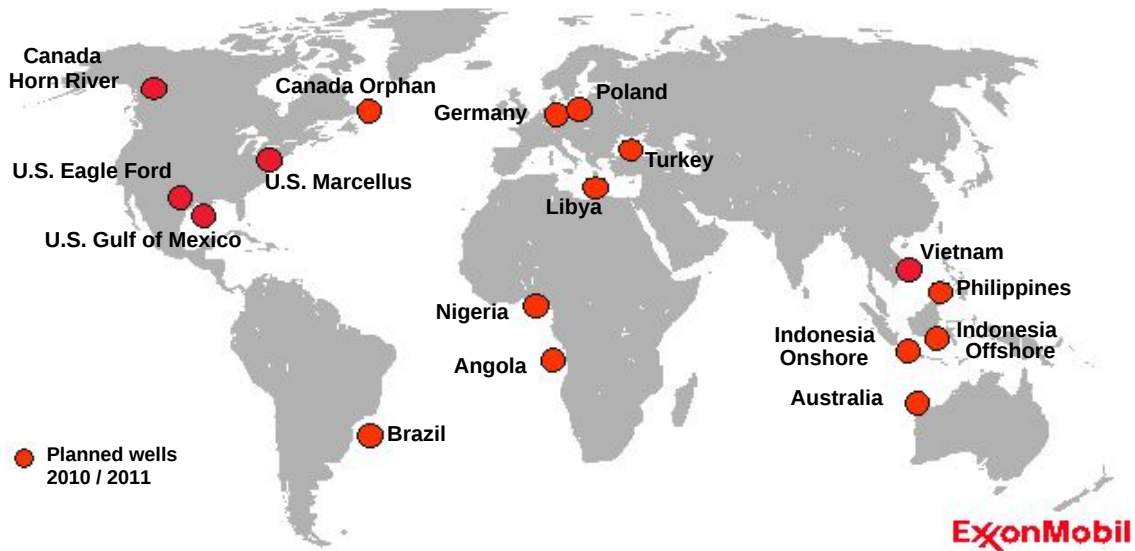 Canada
Horn River
Canada Orphan
Germany
Poland
U.S. Eagle Ford
U.S. Marcellus
Turkey
Libya
U.S. Gulf of Mexico
Vietnam
Philippines
Nigeria
Indonesia
Onshore
Indonesia
Offshore
Angola
Australia
Brazil
Planned wells
2010 / 2011
ExxonMobil